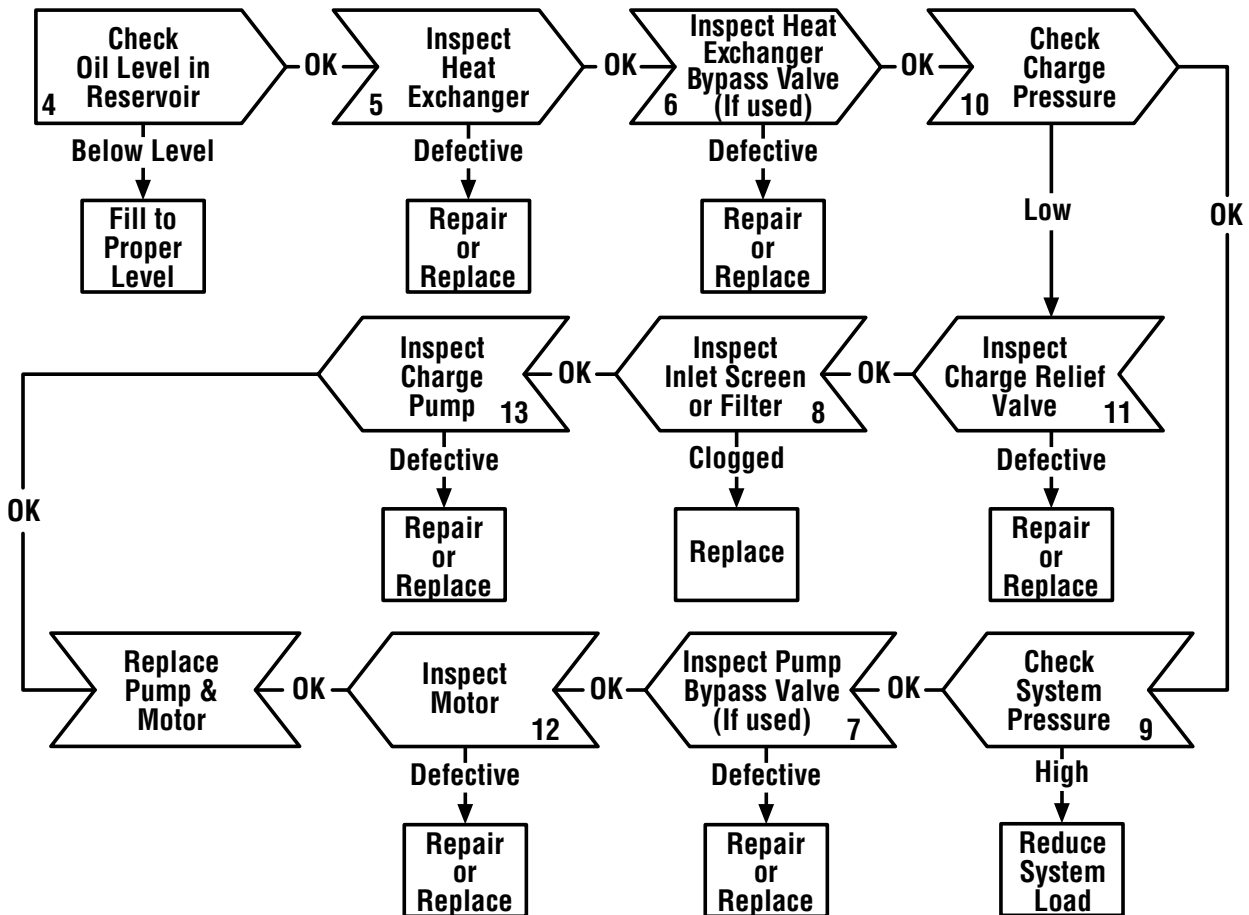 Check
Oil Level in
Reservoir
4
OK
Inspect
Heat
Exchanger
5
OK
Inspect Heat
Exchanger
Bypass Valve
(If used)
6
OK
Check
Charge
Pressure
10
Below Level
Defective
Defective
Low
OK
Fill to
Proper
Level
Repair
or
Replace
Repair
or
Replace
Inspect
Charge
Pump
13
OK
Inspect
Inlet Screen
or Filter
8
OK
Inspect
Charge Relief
Valve
11
Defective
Clogged
Defective
OK
Repair
or
Replace
Replace
Repair
or
Replace
Replace
Pump &
Motor
OK
Inspect
Motor
12
OK
Inspect Pump
Bypass Valve
(If used)
7
OK
Check
System
Pressure
9
Defective
Defective
High
Repair
or
Replace
Repair
or
Replace
Reduce
System
Load